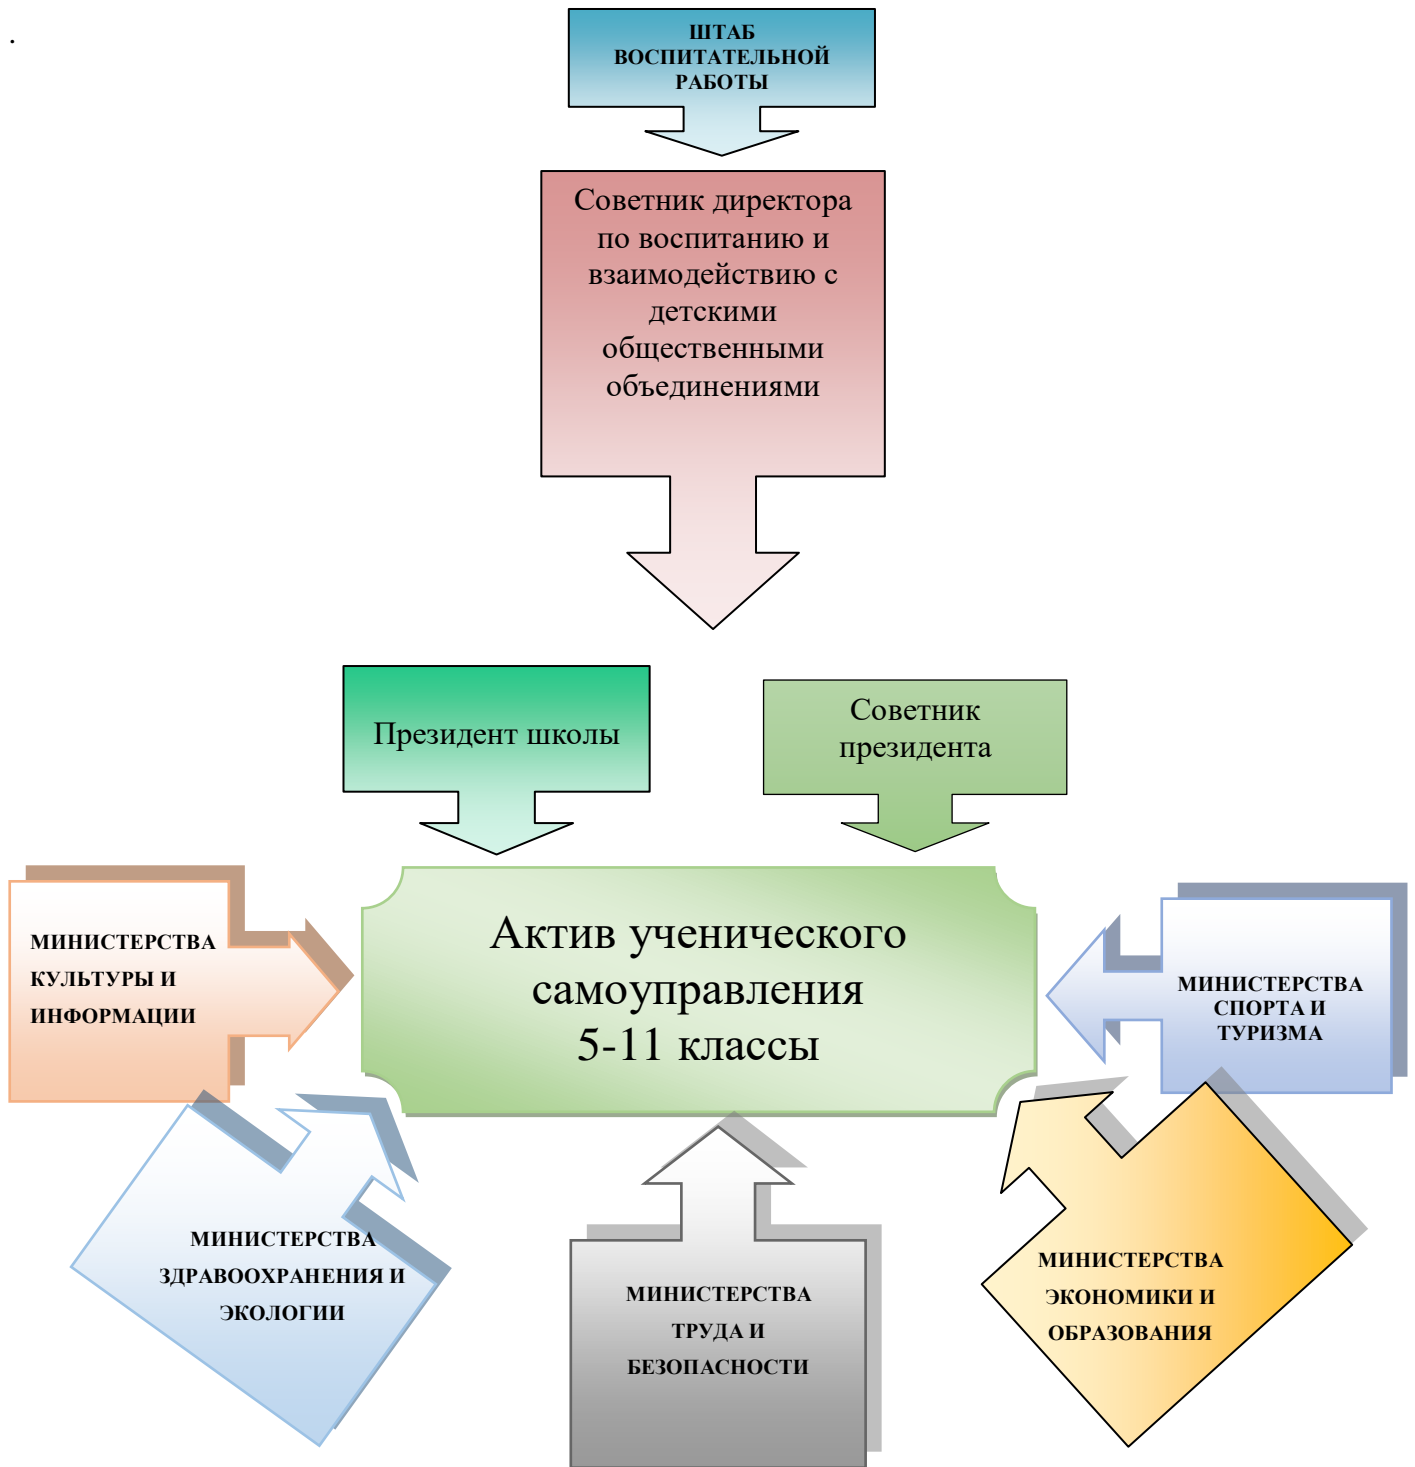 .
ШТАБ
ВОСПИТАТЕЛЬНОЙ
РАБОТЫ
Советник директора
по воспитанию и
взаимодействию с
детскими
общественными
объединениями
Президент школы
Советник
президента
Актив ученического
самоуправления
5-11 классы
МИНИСТЕРСТВА
КУЛЬТУРЫ И
ИНФОРМАЦИИ
МИНИСТЕРСТВА
СПОРТА И
ТУРИЗМА
МИНИСТЕРСТВА
ЗДРАВООХРАНЕНИЯ И
ЭКОЛОГИИ
МИНИСТЕРСТВА
ТРУДА И
БЕЗОПАСНОСТИ
МИНИСТЕРСТВА
ЭКОНОМИКИ И
ОБРАЗОВАНИЯ